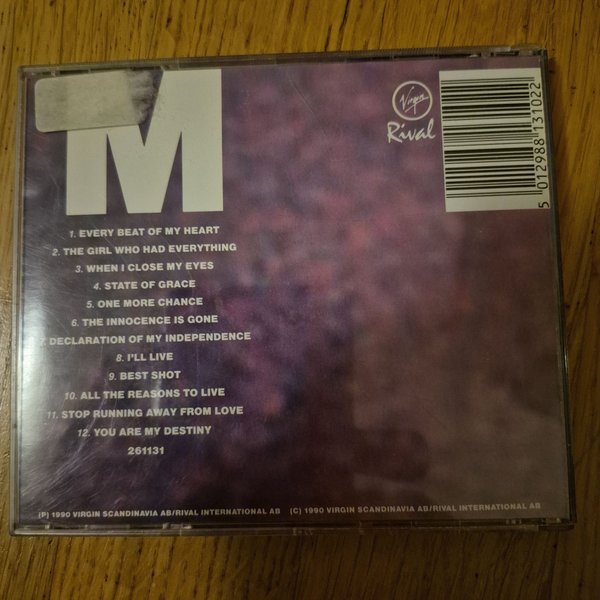 M
Virgin
Rival
5 012988 131022
1. EVERY BEAT OF MY HEART
2. THE GIRL WHO HAD EVERYTHING
3. WHEN I CLOSE MY EYES
4. STATE OF GRACE
5. ONE MORE CHANCE
6. THE INNOCENCE IS GONE
7. DECLARATION OF MY INDEPENDENCE
8. I'LL LIVE
9. BEST SHOT
10. ALL THE REASONS TO LIVE
11. STOP RUNNING AWAY FROM LOVE
12. YOU ARE MY DESTINY
261131
(P) 1990 VIRGIN SCANDINAVIA AB/RIVAL INTERNATIONAL AB (C) 1990 VIRGIN SCANDINAVIA AB/RIVAL INTERNATIONAL AB